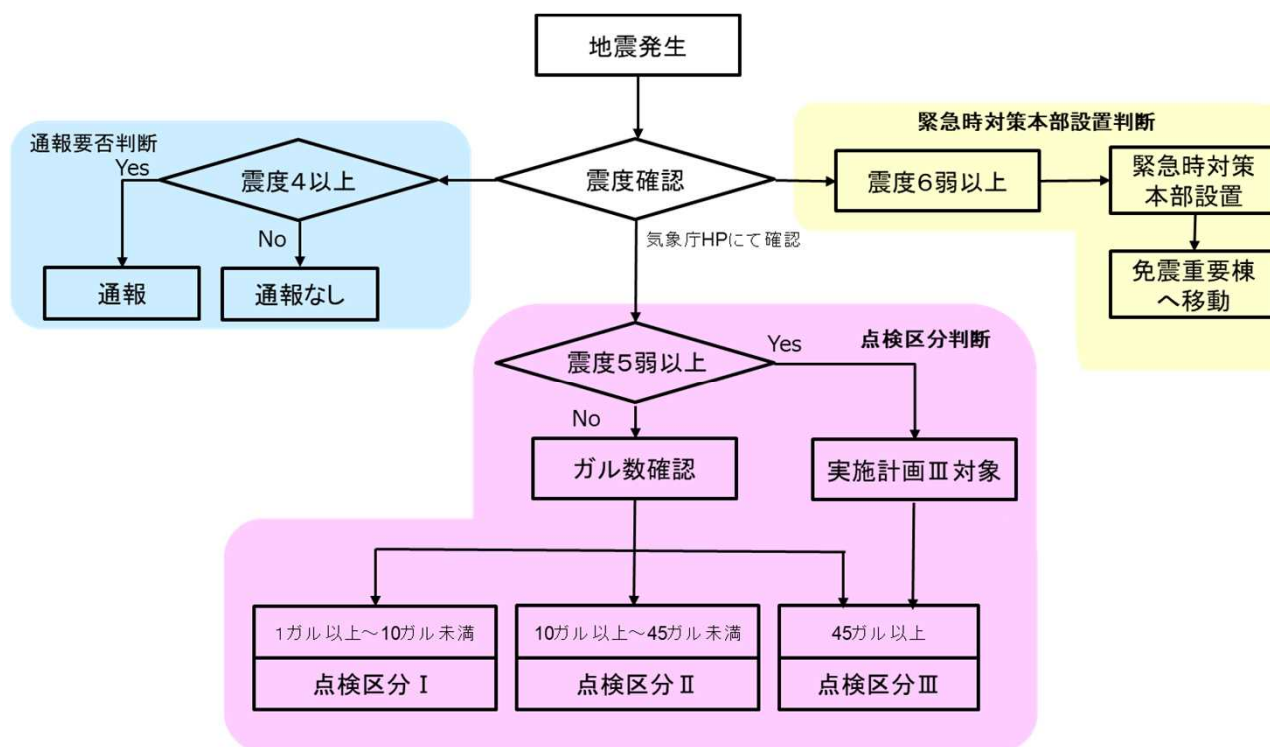 地震発生
緊急時対策本部設置判断
通報要否判断
Yes
震度4以上
震度確認
震度6弱以上
緊急時対策
本部設置
No
気象庁HPにて確認
通報
通報なし
免震重要棟
へ移動
点検区分判断
震度5弱以上
Yes
No
ガル数確認
実施計画Ⅲ対象
1ガル以上~10ガル未満
10ガル以上~45ガル未満
45ガル以上
点検区分Ⅰ
点検区分Ⅱ
点検区分Ⅲ